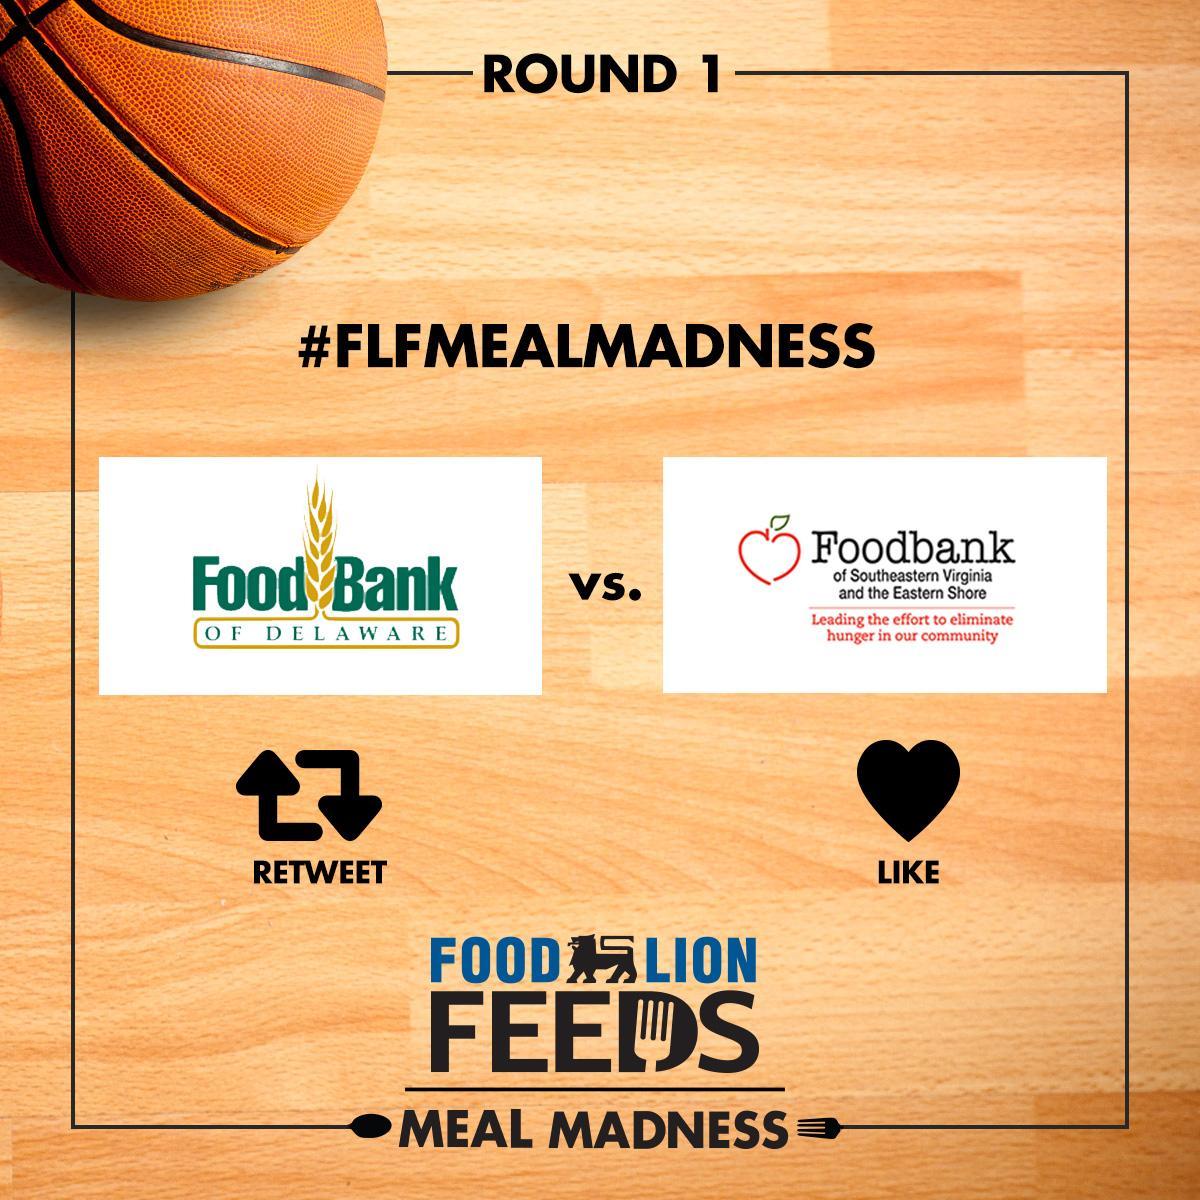 ROUND 1
#FLFMEALMADNESS
Food Bank
OF DELAWARE
vs.
Foodbank
of Southeastern Virginia
and the Eastern Shore
Leading the effort to eliminate
hunger in our community
RETWEET
LIKE
FOOD LION
FEEDS
MEAL MADNESS